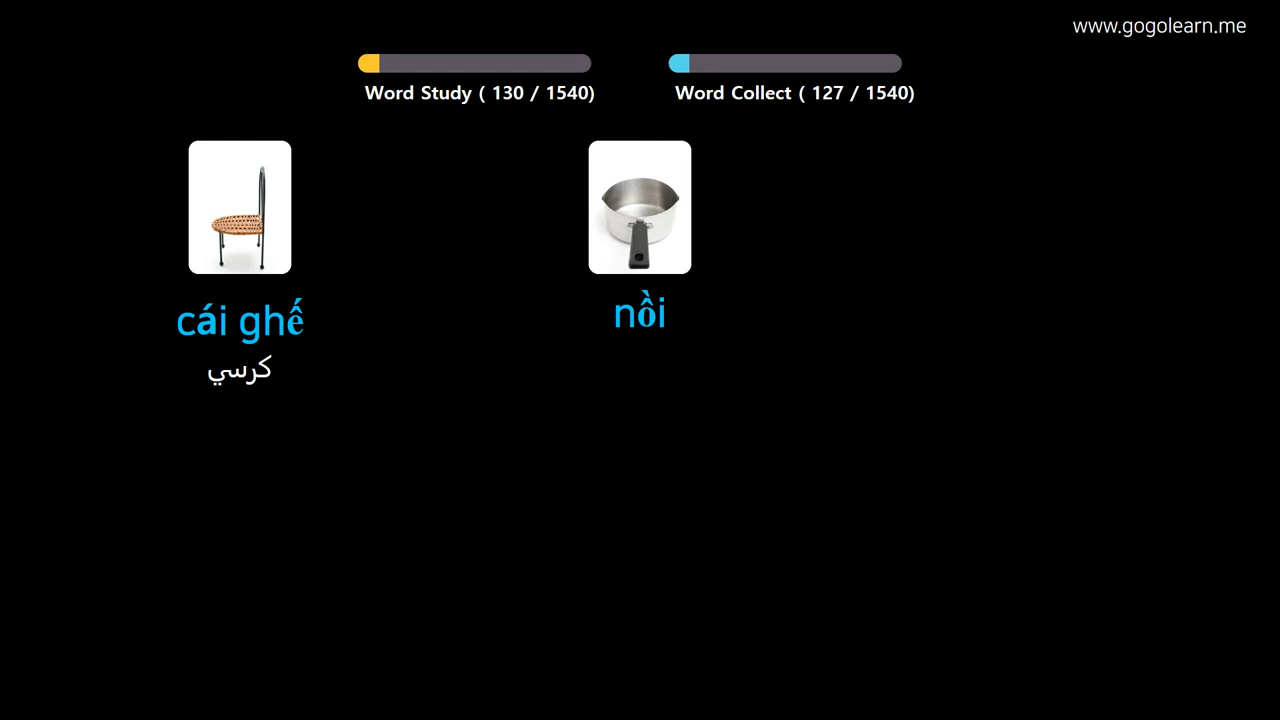 www.gogolearn.me
Word Study ( 130 / 1540)
Word Collect ( 127 / 1540)
cái ghế
كرسي
nồi